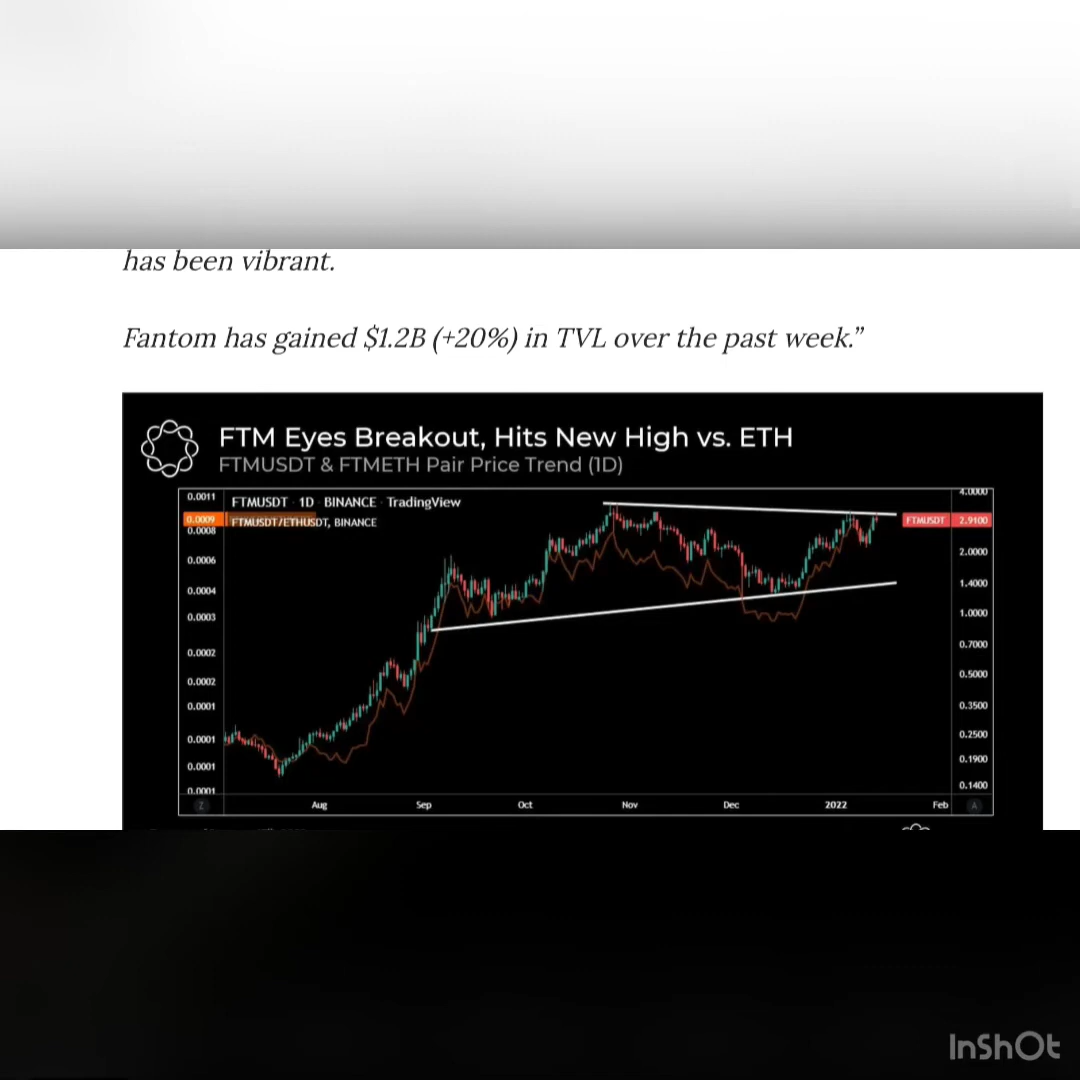 has been vibrant.
Fantom has gained $1.2B (+20%) in TVL over the past week.”
FTM Eyes Breakout, Hits New High vs. ETH
FTMUSDT & FTMETH Pair Price Trend (1D)
FTMUSDT · 1D · BINANCE · TradingView
FTMUSDT/ETHUSDT, BINANCE
0.0011
0.0009
0.0008
0.0006
0.0004
0.0003
0.0002
0.0002
0.0001
0.0001
0.0001
0.0001
4.0000
FTMUSDT 2.9100
2.0000
1.4000
1.0000
0.7000
0.5000
0.3500
0.2500
0.1900
0.1400
Z Aug Sep Oct Nov Dec 2022 Feb A
InShOt